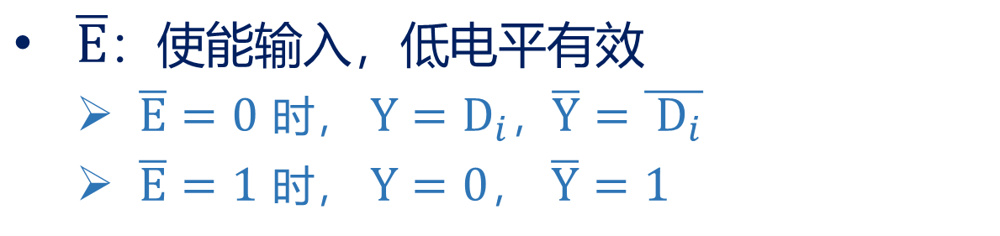 • E̅：使能输入，低电平有效
➢ E̅ = 0 时， Y = Dᵢ，Y̅ = D̅ᵢ̅
➢ E̅ = 1 时， Y = 0， Y̅ = 1